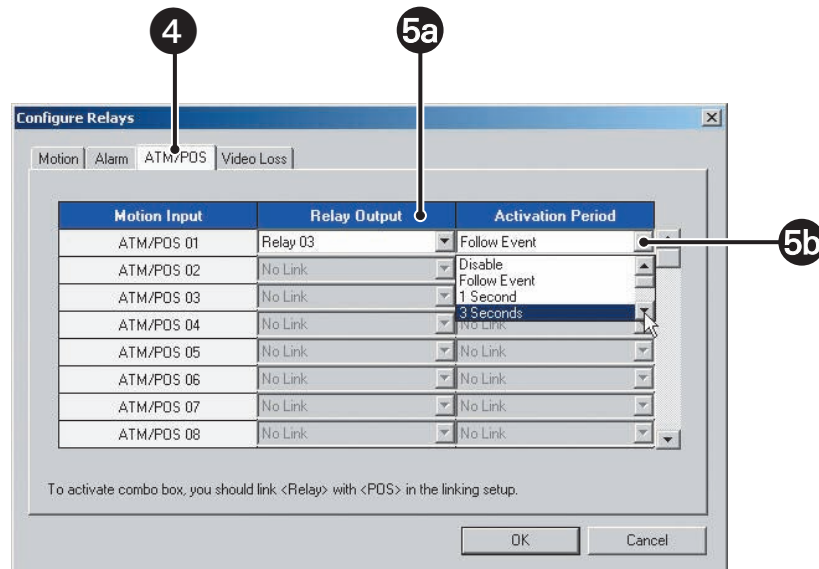 4 5a
Configure Relays
Motion Alarm ATM/POS Video Loss
Motion Input Relay Output Activation Period
ATM/POS 01 Relay 03 Follow Event 5b
ATM/POS 02 No Link Disable
Follow Event
ATM/POS 03 No Link 1 Second
3 Seconds
ATM/POS 04 No Link No Link
ATM/POS 05 No Link No Link
ATM/POS 06 No Link No Link
ATM/POS 07 No Link No Link
ATM/POS 08 No Link No Link
To activate combo box, you should link <Relay> with <POS> in the linking setup.
OK Cancel